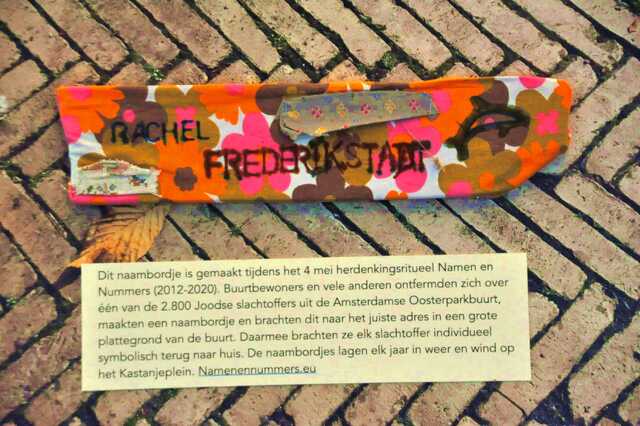 RACHEL
FREDERIKSTADT
Dit naambordje is gemaakt tijdens het 4 mei herdenkingsritueel Namen en
Nummers (2012-2020). Buurtbewoners en vele anderen ontfermden zich over
één van de 2.800 Joodse slachtoffers uit de Amsterdamse Oosterparkbuurt,
maakten een naambordje en brachten dit naar het juiste adres in een grote
plattegrond van de buurt. Daarmee brachten ze elk slachtoffer individueel
symbolisch terug naar huis. De naambordjes lagen elk jaar in weer en wind op
het Kastanjeplein. Namenennummers.eu